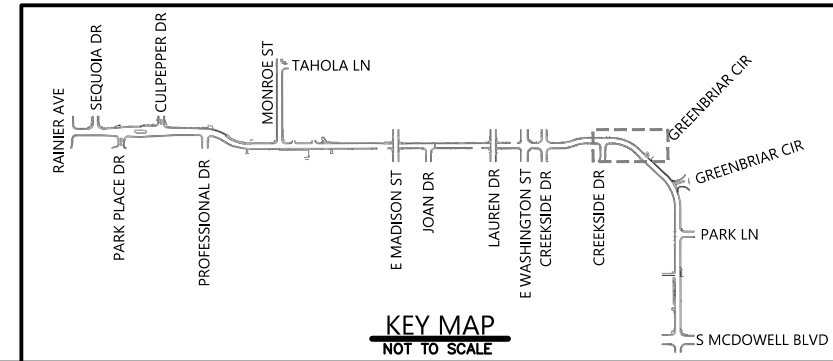 RAINIER AVE
SEQUOIA DR
CULPEPPER DR
MONROE ST
TAHOLA LN
GREENBRIAR CIR
GREENBRIAR CIR
PARK PLACE DR
PROFESSIONAL DR
E MADISON ST
JOAN DR
LAUREN DR
E WASHINGTON ST
CREEKSIDE DR
CREEKSIDE DR
PARK LN
S MCDOWELL BLVD
KEY MAP
NOT TO SCALE